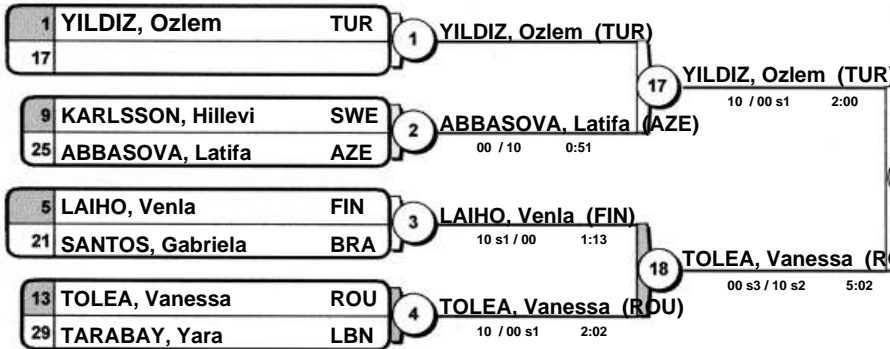 1 YILDIZ, Ozlem TUR
17
1 YILDIZ, Ozlem (TUR)
17 YILDIZ, Ozlem (TUR)
10 / 00 s1 2:00
9 KARLSSON, Hillevi SWE
25 ABBASOVA, Latifa AZE
2 ABBASOVA, Latifa (AZE)
00 / 10 0:51
5 LAIHO, Venla FIN
21 SANTOS, Gabriela BRA
3 LAIHO, Venla (FIN)
10 s1 / 00 1:13
18 TOLEA, Vanessa (RO
00 s3 / 10 s2 5:02
13 TOLEA, Vanessa ROU
29 TARABAY, Yara LBN
4 TOLEA, Vanessa (ROU)
10 / 00 s1 2:02